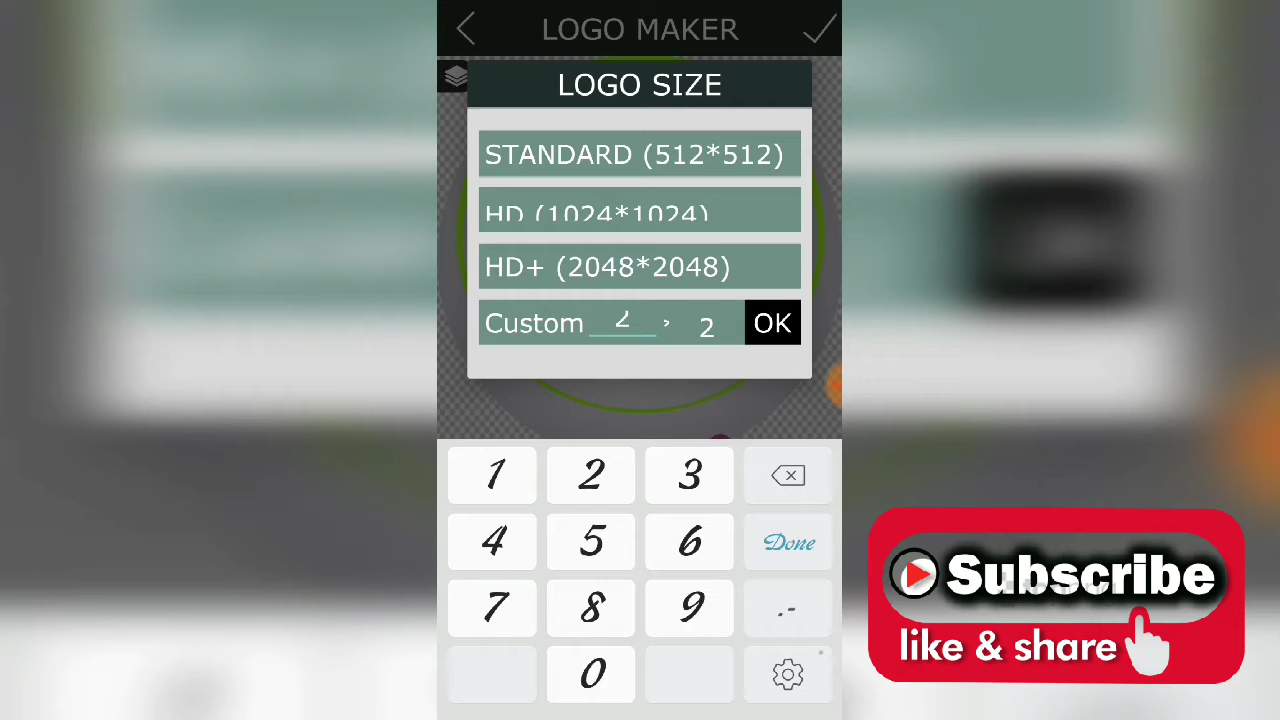 LOGO MAKER
LOGO SIZE
STANDARD (512*512)
HD (1024*1024)
HD+ (2048*2048)
Custom 2 2 OK
1 2 3
4 5 6 Done
7 8 9 .-
0
Subscribe
like & share